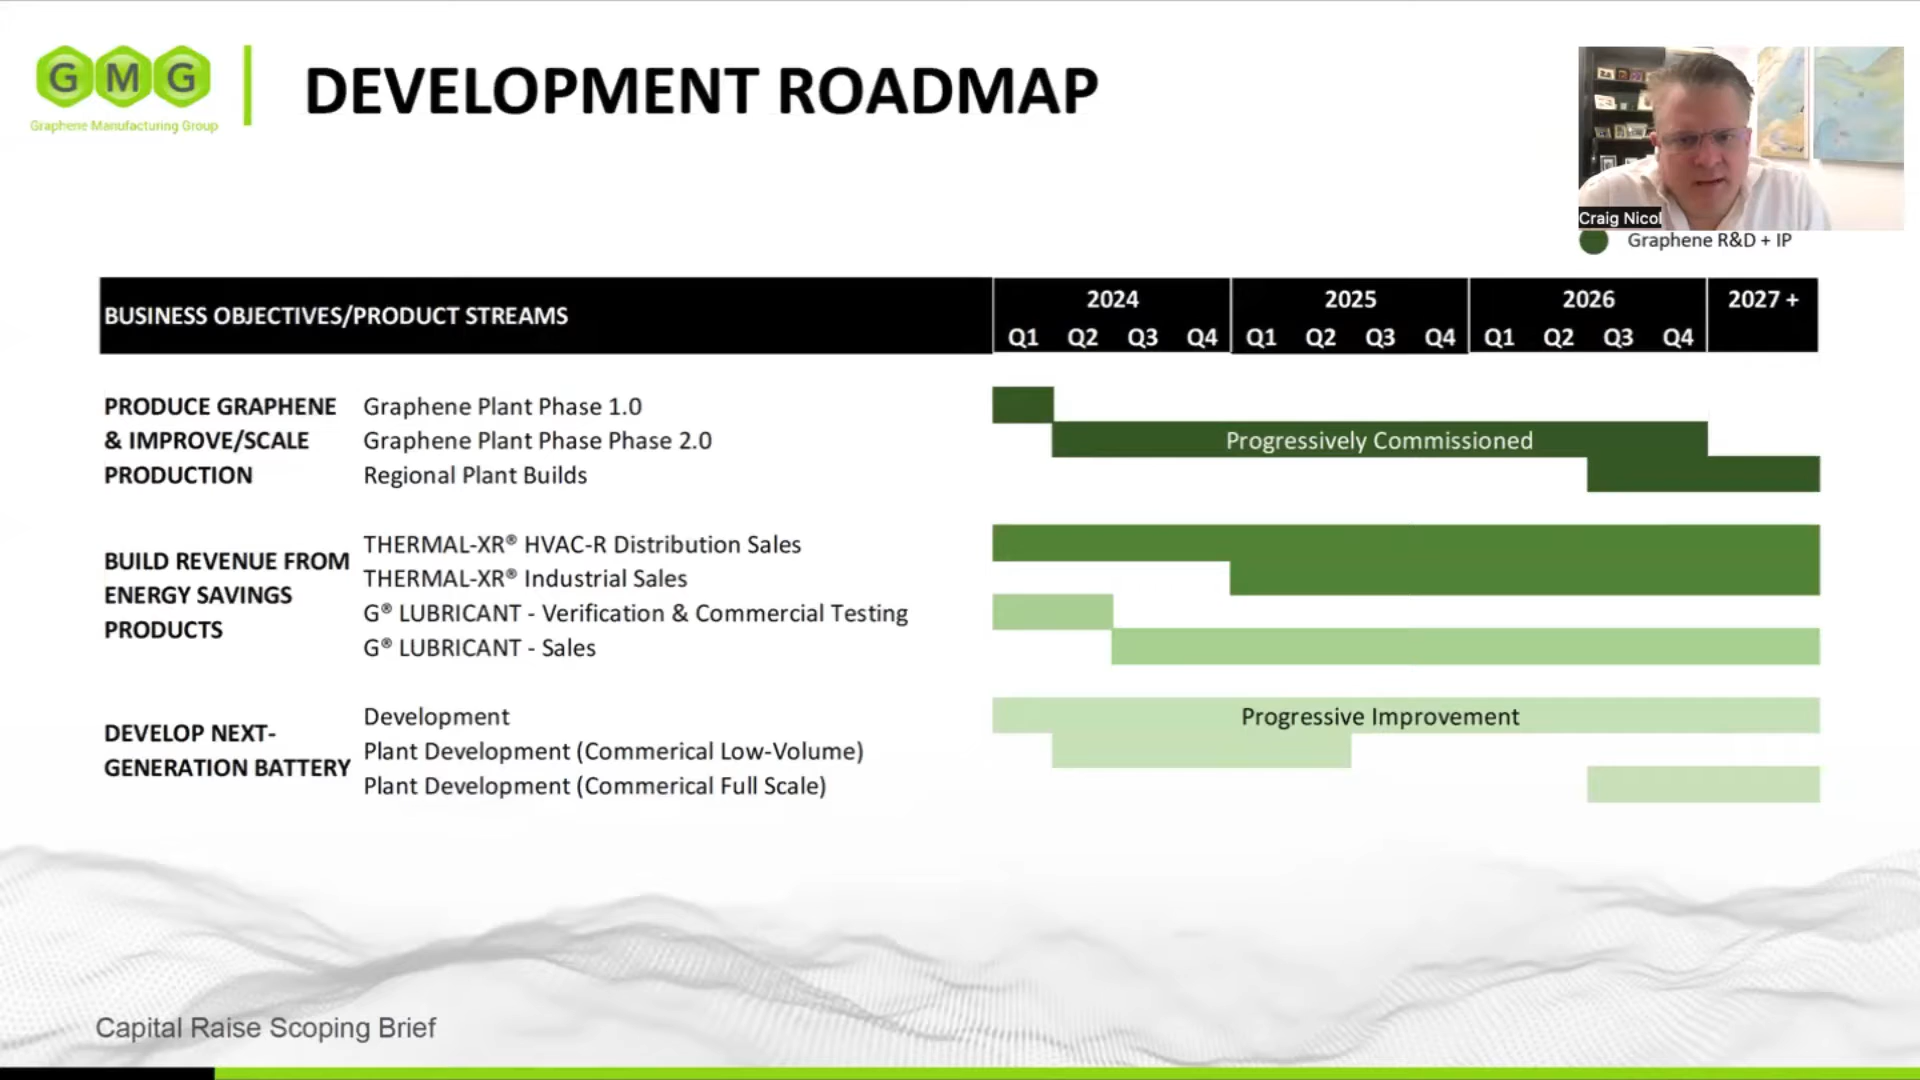 GMG
Graphene Manufacturing Group
DEVELOPMENT ROADMAP
Craig Nicol
Graphene R&D + IP
BUSINESS OBJECTIVES/PRODUCT STREAMS
2024 2025 2026 2027 +
Q1 Q2 Q3 Q4 Q1 Q2 Q3 Q4 Q1 Q2 Q3 Q4
PRODUCE GRAPHENE
& IMPROVE/SCALE
PRODUCTION
Graphene Plant Phase 1.0
Graphene Plant Phase Phase 2.0
Progressively Commissioned
Regional Plant Builds
BUILD REVENUE FROM
ENERGY SAVINGS
PRODUCTS
THERMAL-XR® HVAC-R Distribution Sales
THERMAL-XR® Industrial Sales
G® LUBRICANT - Verification & Commercial Testing
G® LUBRICANT - Sales
DEVELOP NEXT-
GENERATION BATTERY
Development
Progressive Improvement
Plant Development (Commerical Low-Volume)
Plant Development (Commerical Full Scale)
Capital Raise Scoping Brief